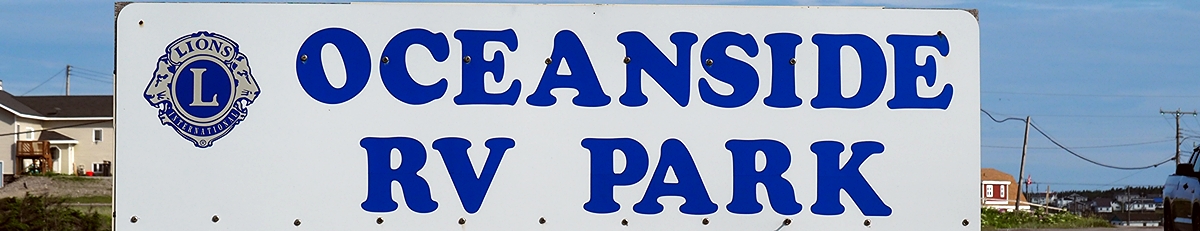 LIONS
L
INTERNATIONAL
OCEANSIDE
RV PARK